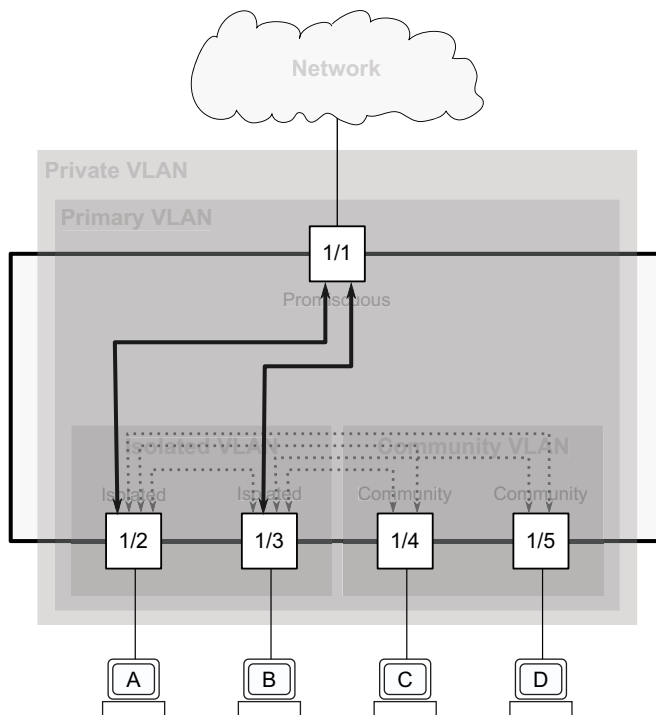 Network
Private VLAN
Primary VLAN
1/1
Promiscuous
Isolated VLAN
Community VLAN
Isolated
Isolated
Community
Community
1/2
1/3
1/4
1/5
A
B
C
D